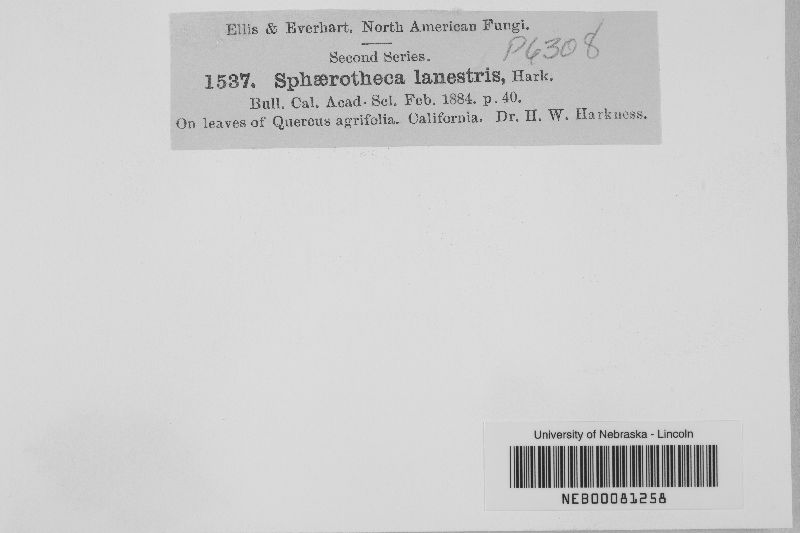 Ellis & Everhart, North American Fungi.
P6308
Second Series.
1537. Sphærotheca lanestris, Hark.
Bull. Cal. Acad. Sci. Feb. 1884. p. 40.
On leaves of Quercus agrifolia. California. Dr. H. W. Harkness.
University of Nebraska - Lincoln
NEB00081258